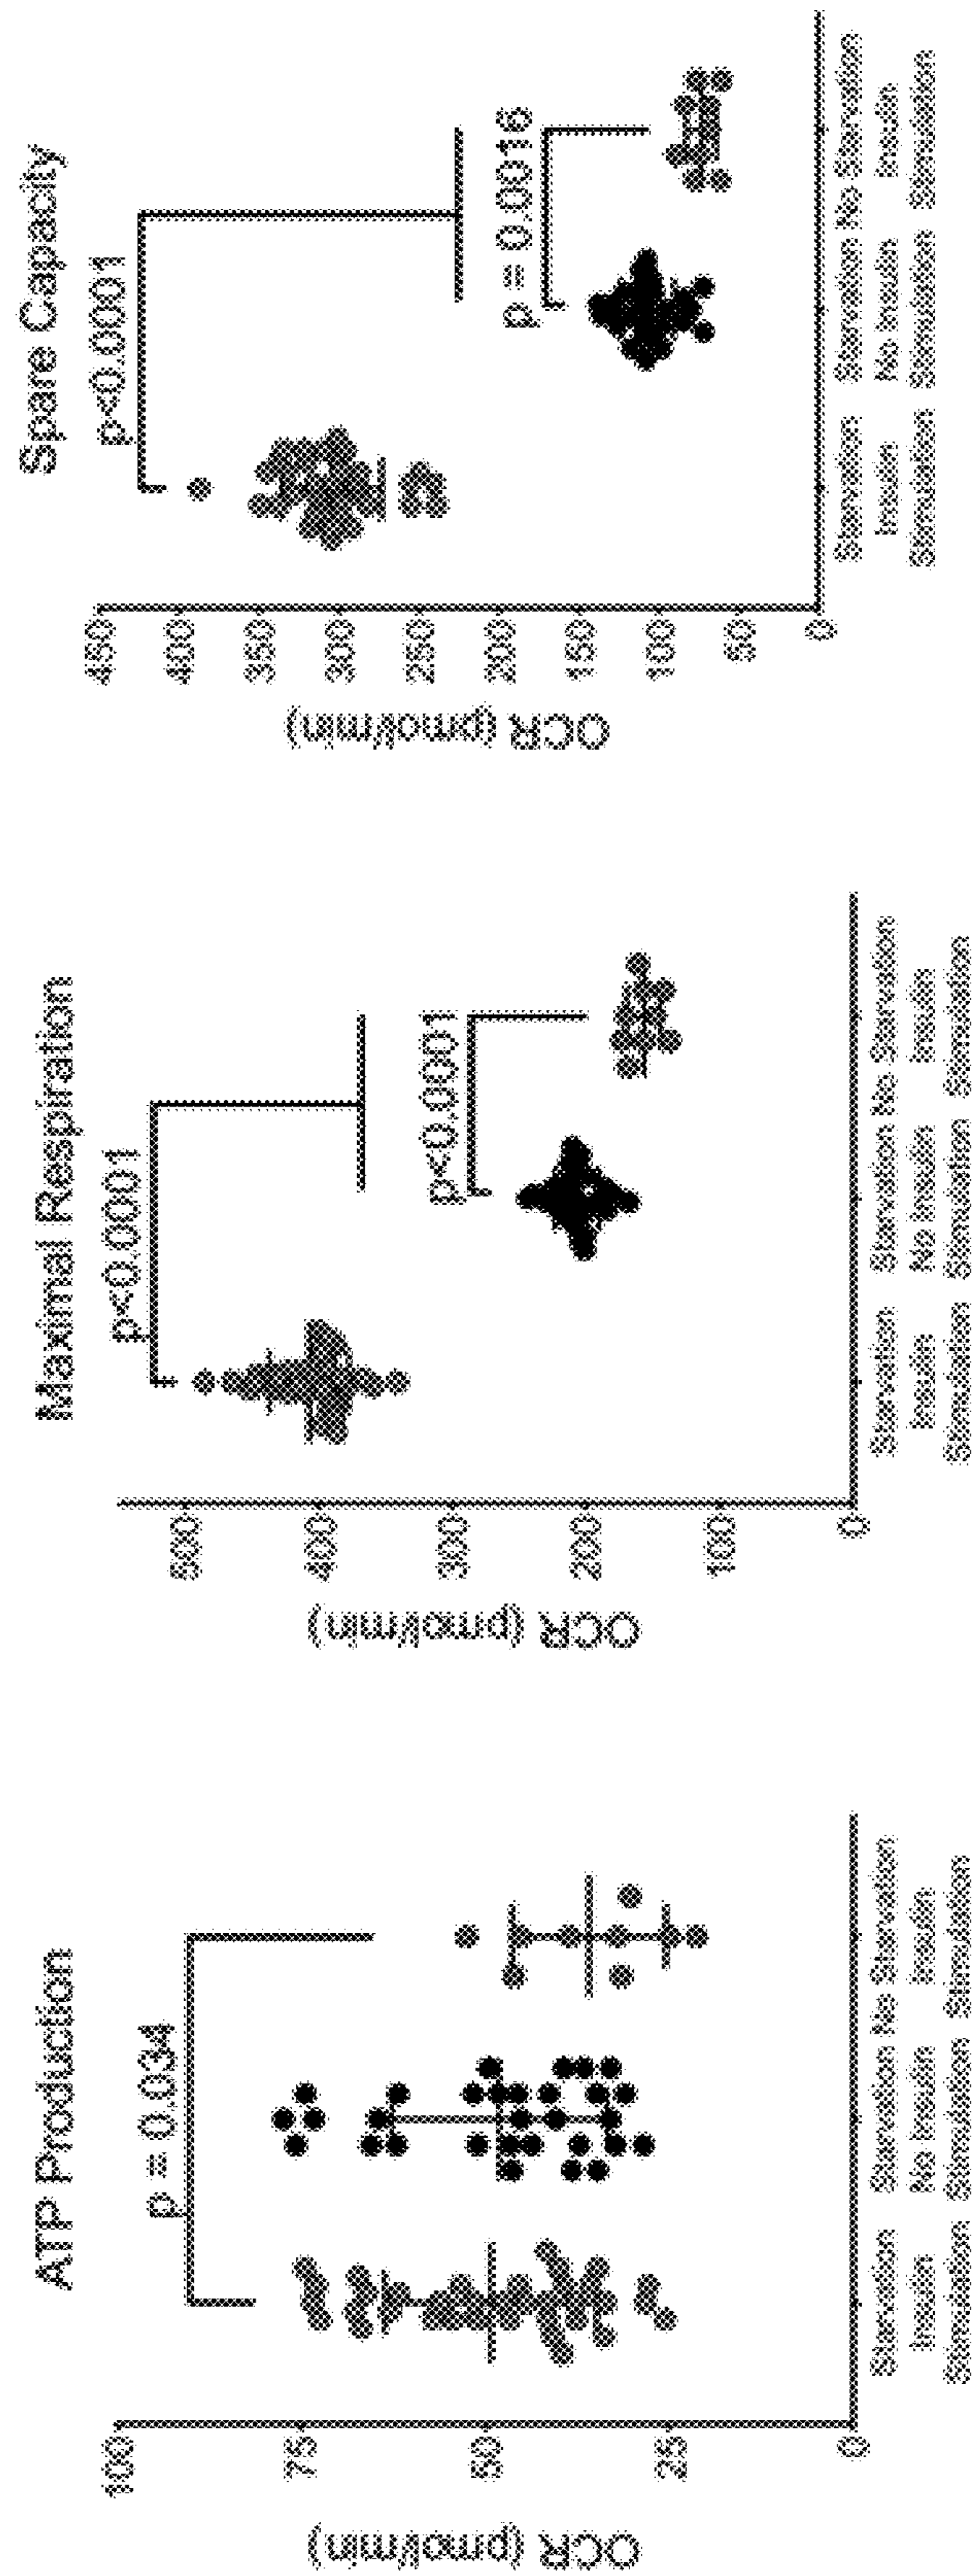 ATP Production
p = 0.034
OCR (pmol/min)
100
75
50
25
0
Starvation Starvation No Starvation
Insulin No Insulin Insulin
Stimulation Stimulation Stimulation
Maximal Respiration
p<0.0001
p<0.0001
OCR (pmol/min)
500
400
300
200
100
0
Starvation Starvation No Starvation
Insulin No Insulin Insulin
Stimulation Stimulation Stimulation
Spare Capacity
p<0.0001
p = 0.0016
OCR (pmol/min)
450
400
350
300
250
200
150
100
50
0
Starvation Starvation No Starvation
Insulin No Insulin Insulin
Stimulation Stimulation Stimulation